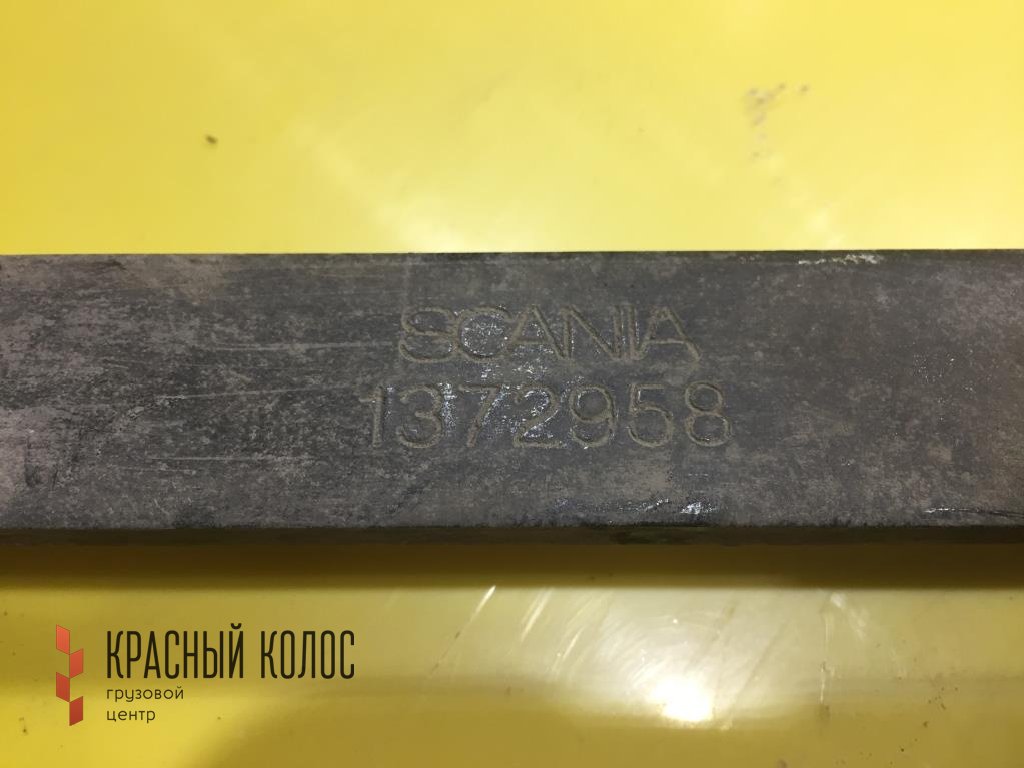 SCANIA
1372958
КРАСНЫЙ КОЛОС
грузовой
центр